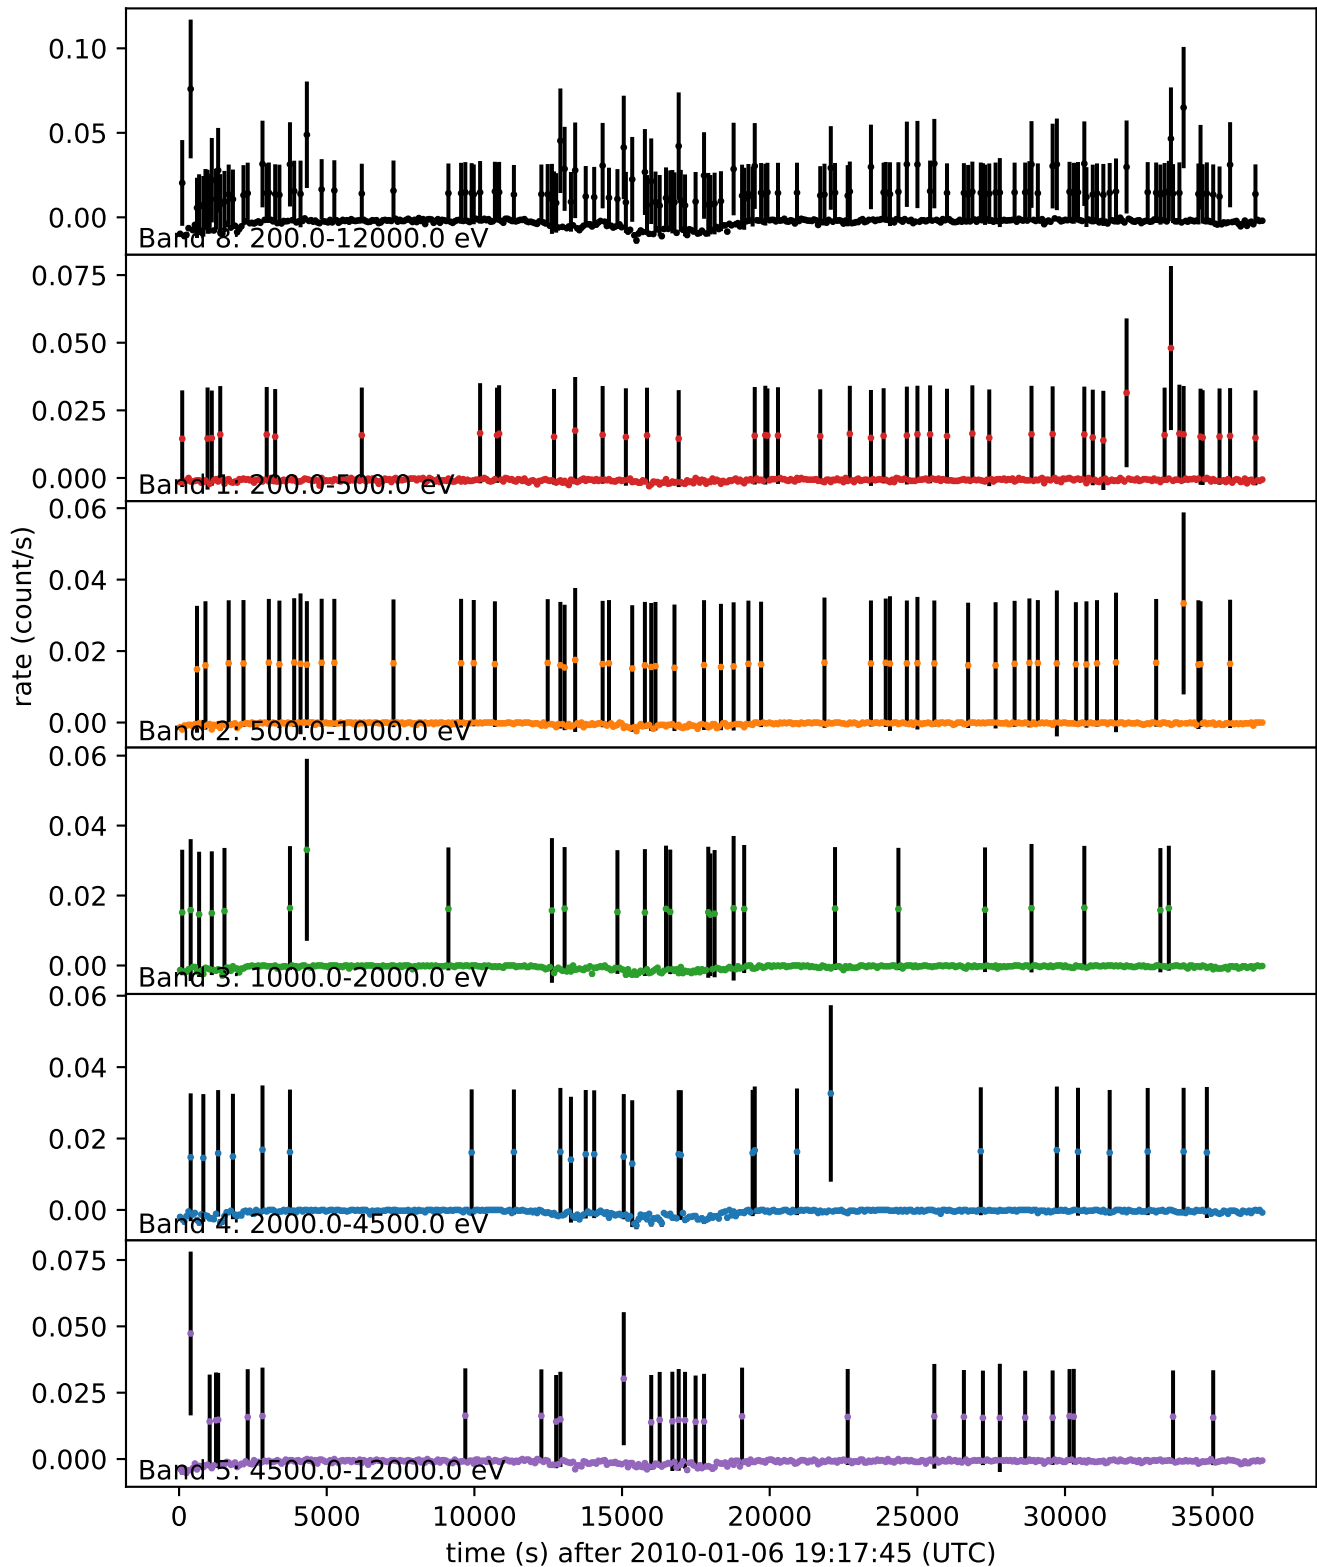 0.10
0.05
0.00
Band 8: 200.0-12000.0 eV
0.075
0.050
0.025
0.000
Band 1: 200.0-500.0 eV
0.06
0.04
0.02
0.00
Band 2: 500.0-1000.0 eV
rate (count/s)
0.06
0.04
0.02
0.00
Band 3: 1000.0-2000.0 eV
0.06
0.04
0.02
0.00
Band 4: 2000.0-4500.0 eV
0.075
0.050
0.025
0.000
Band 5: 4500.0-12000.0 eV
0 5000 10000 15000 20000 25000 30000 35000
time (s) after 2010-01-06 19:17:45 (UTC)